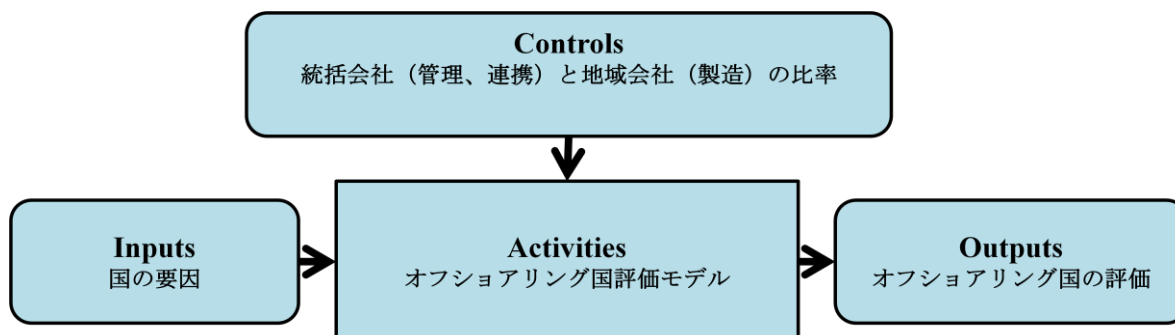 Controls
統括会社（管理、連携）と地域会社（製造）の比率
Inputs
国の要因
Activities
オフショアリング国評価モデル
Outputs
オフショアリング国の評価